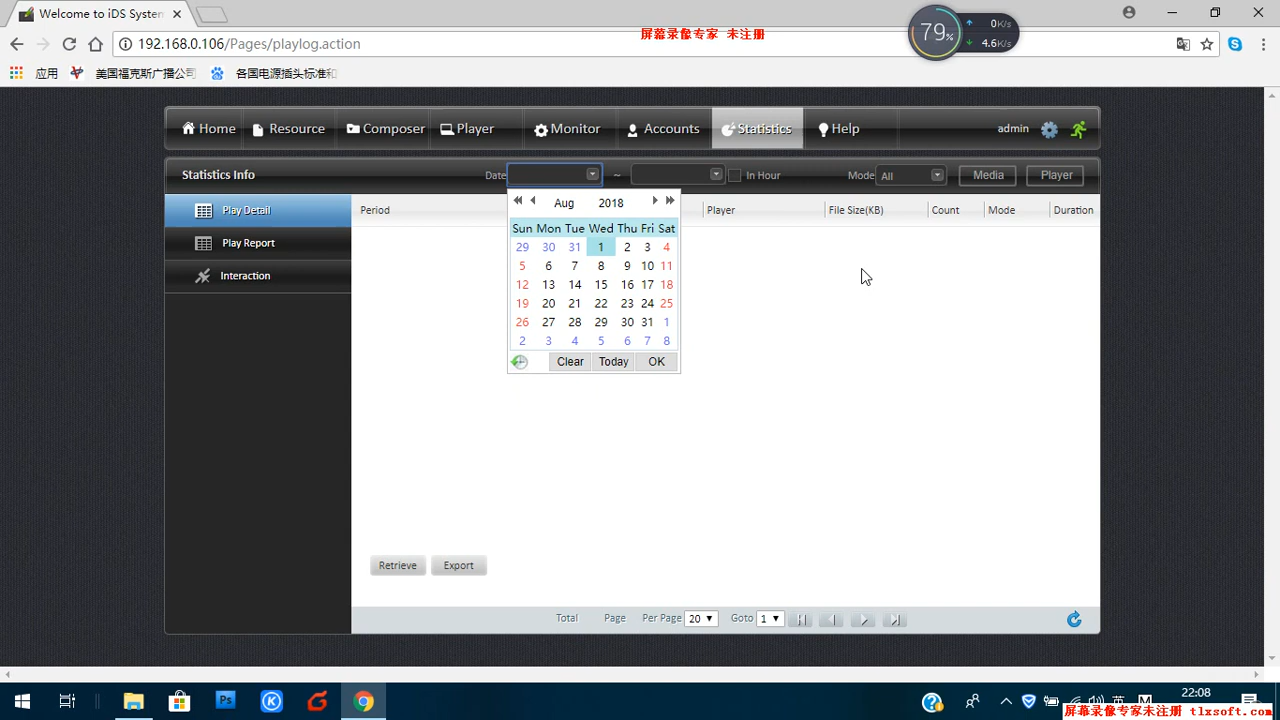 Welcome to iDS System
79%
0K/s
4.6K/s
屏幕录像专家 未注册
192.168.0.106/Pages/playlog.action
应用 美国福克斯广播公司 各国电源插头标准和
Home Resource Composer Player Monitor Accounts Statistics Help admin
Statistics Info Date ~ In Hour Mode All Media Player
Play Detail
Play Report
Interaction
Period Player File Size(KB) Count Mode Duration
Aug 2018
Sun Mon Tue Wed Thu Fri Sat
29 30 31 1 2 3 4
5 6 7 8 9 10 11
12 13 14 15 16 17 18
19 20 21 22 23 24 25
26 27 28 29 30 31 1
2 3 4 5 6 7 8
Clear Today OK
Retrieve Export
Total Page Per Page 20 Goto 1
Ps K 英 M 22:08
屏幕录像专家未注册 tlxsoft.com